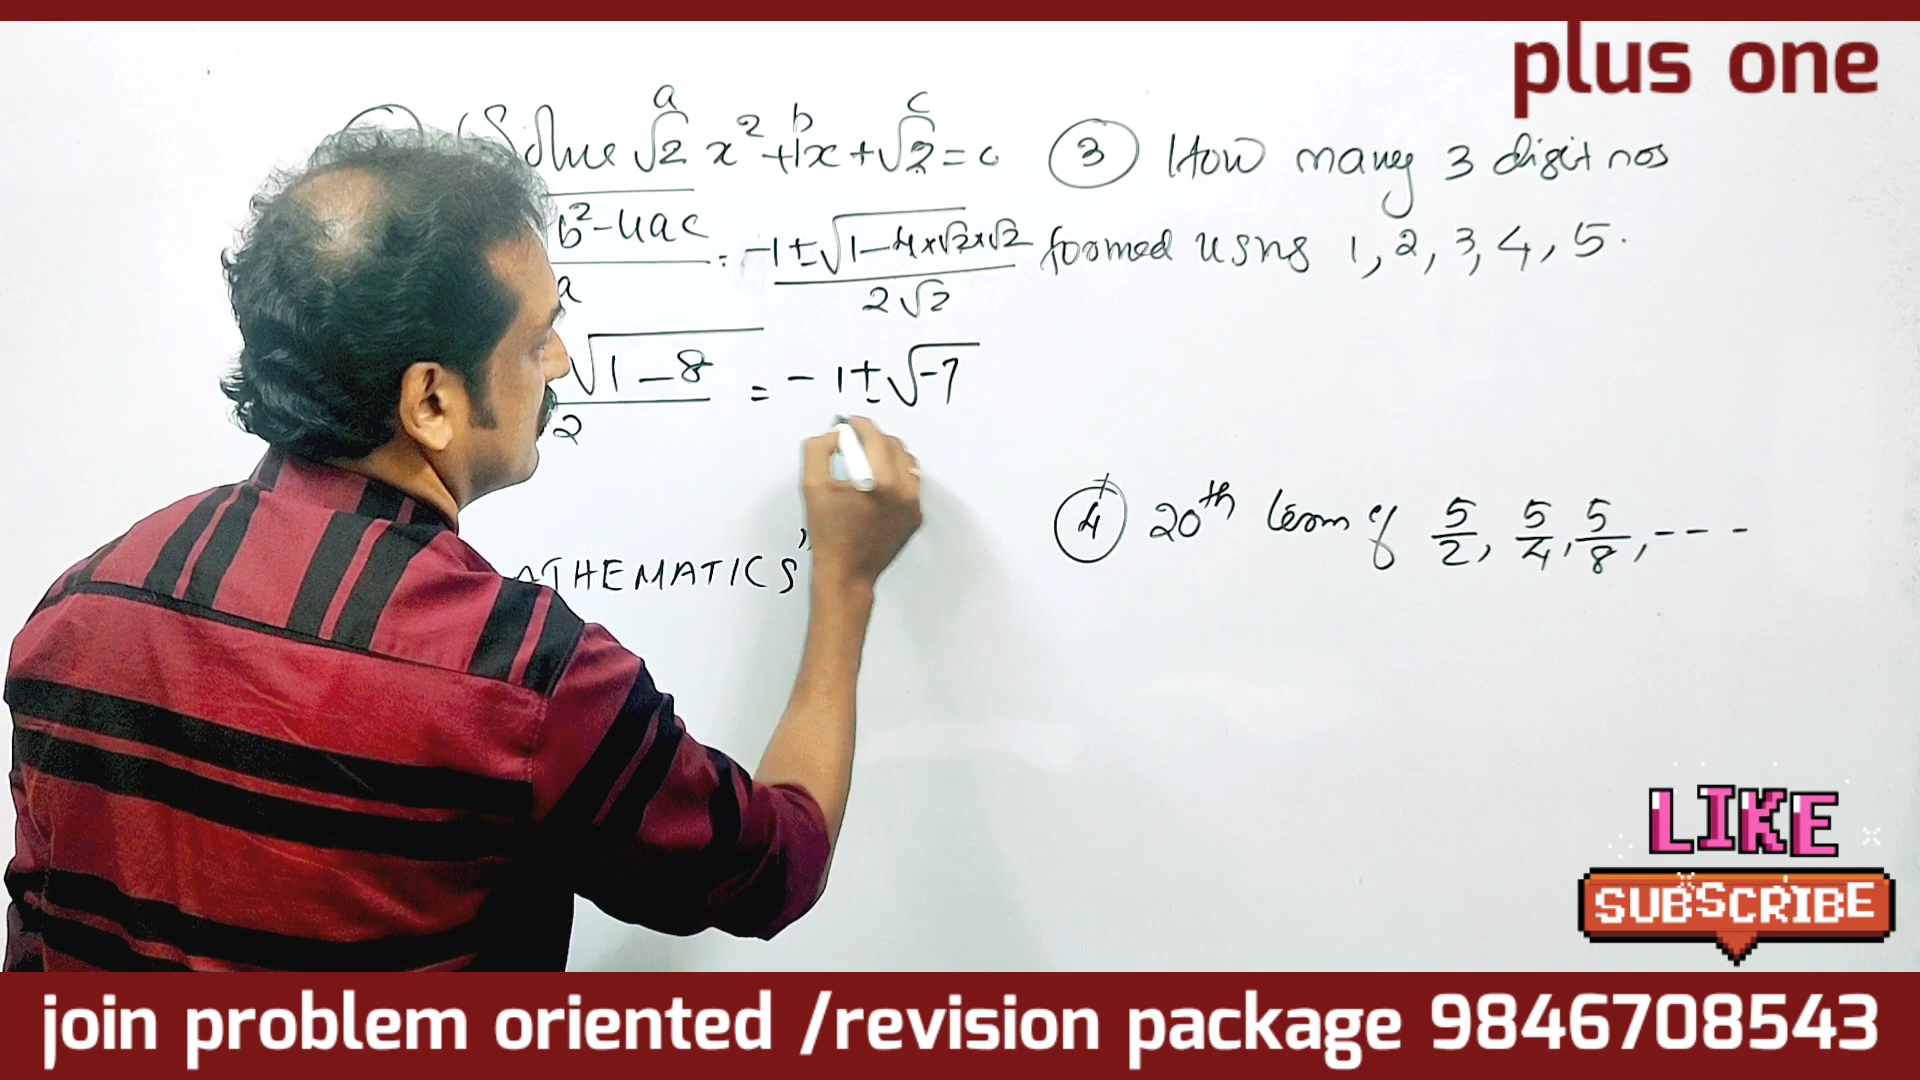 plus one
Solve √2 x² + 1x + √2 = 0
a b c
b² - 4ac
a
= -1 ± √1 - 4×√2×√2
2√2
√1 - 8
2
= -1 ± √-7
ATHEMATICS"
3 How many 3 digit nos
formed using 1, 2, 3, 4, 5.
4 20th term of 5/2, 5/4, 5/8, ----
LIKE
SUBSCRIBE
join problem oriented /revision package 9846708543